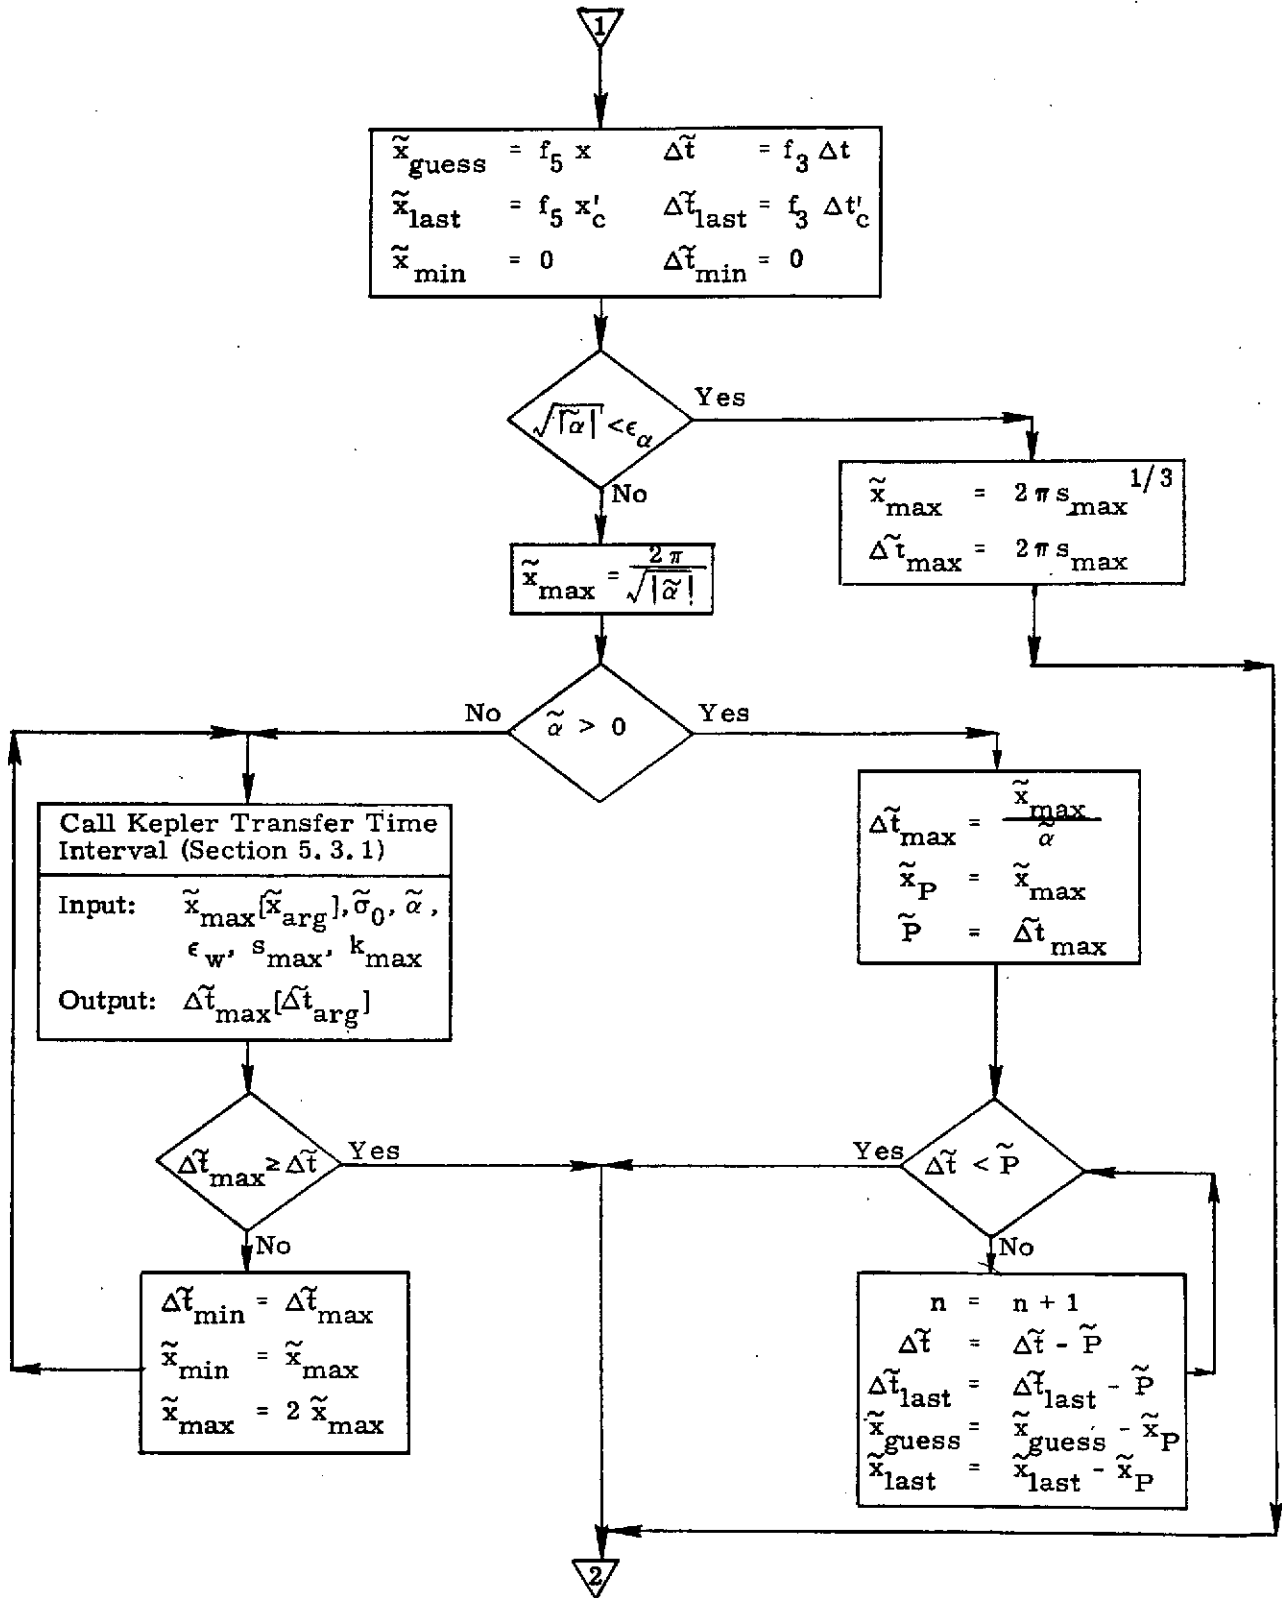 1
x̃guess = f5 x Δt̃ = f3 Δt
x̃last = f5 x'c Δt̃last = f3 Δt'c
x̃min = 0 Δt̃min = 0
√|α̃| < εα
Yes
No
x̃max = 2 π smax^1/3
Δt̃max = 2 π smax
x̃max = 2 π / √|α̃|
α̃ > 0
No
Yes
Call Kepler Transfer Time
Interval (Section 5.3.1)
Input: x̃max[x̃arg], σ̃0, α̃,
εw, smax, kmax
Output: Δt̃max[Δt̃arg]
Δt̃max = x̃max / α̃
x̃P = x̃max
P̃ = Δt̃max
Δt̃max ≥ Δt̃
Yes
No
Δt̃ < P̃
Yes
No
Δt̃min = Δt̃max
x̃min = x̃max
x̃max = 2 x̃max
n = n + 1
Δt̃ = Δt̃ - P̃
Δt̃last = Δt̃last - P̃
x̃guess = x̃guess - x̃P
x̃last = x̃last - x̃P
2